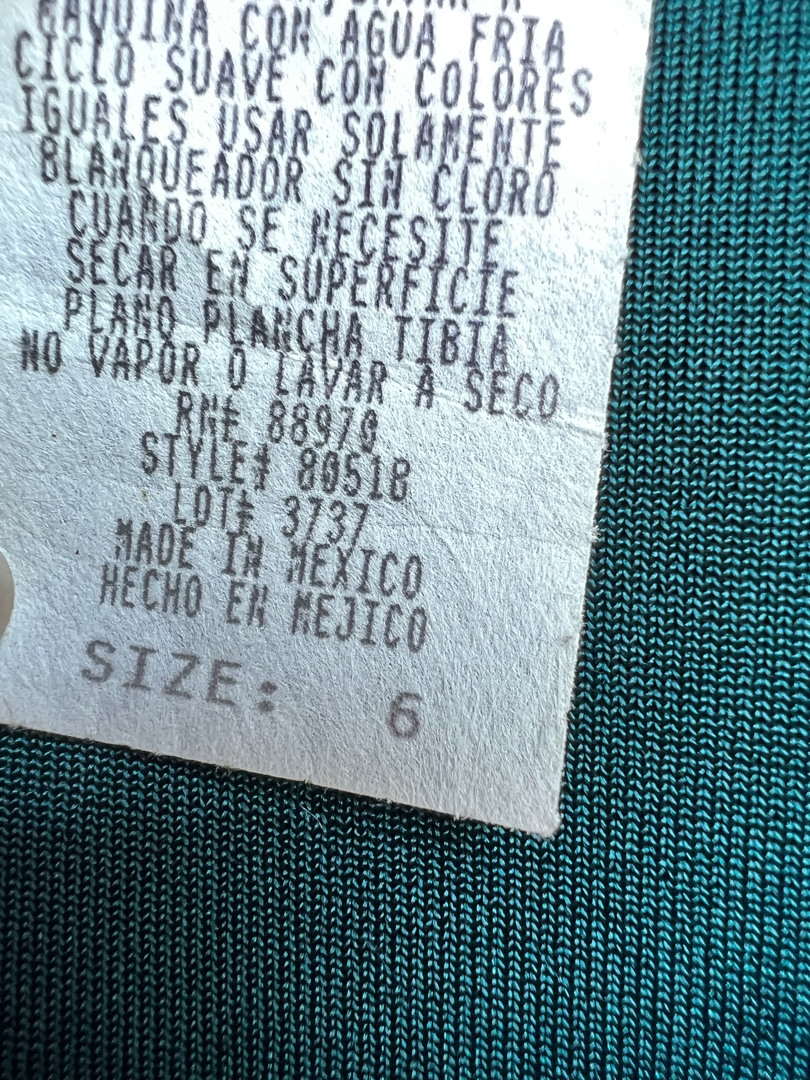 MAQUINA CON AGUA FRIA
CICLO SUAVE CON COLORES
IGUALES USAR SOLAMENTE
BLANQUEADOR SIN CLORO
CUANDO SE NECESITE
SECAR EN SUPERFICIE
PLANO PLANCHA TIBIA
NO VAPOR O LAVAR A SECO
RN# 88970
STYLE# 80518
LOT# 3737
MADE IN MEXICO
HECHO EN MEJICO
SIZE: 6